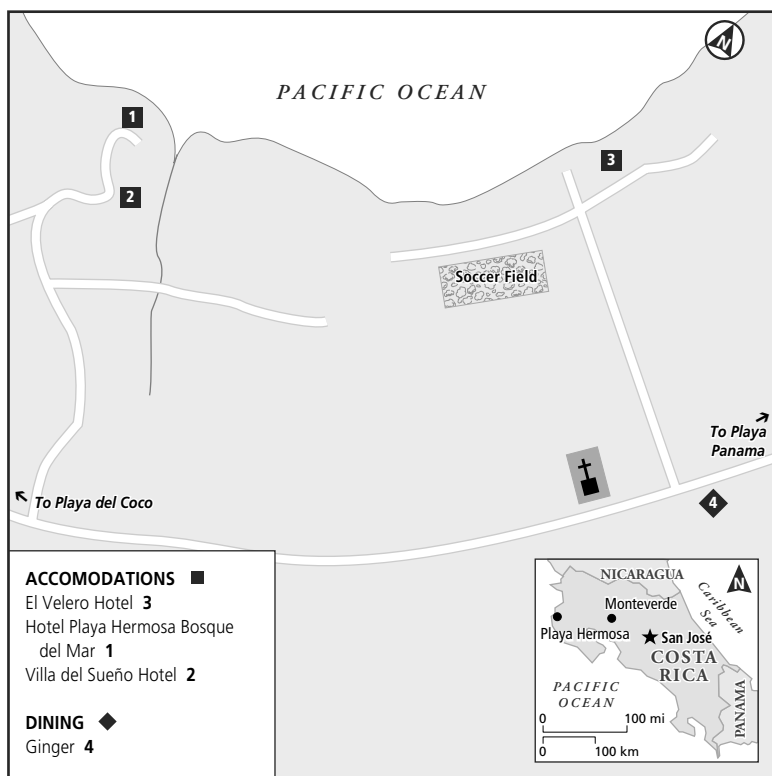 N
PACIFIC OCEAN
1
2
3
Soccer Field
To Playa
Panama
To Playa del Coco
4
ACCOMODATIONS
El Velero Hotel 3
Hotel Playa Hermosa Bosque
del Mar 1
Villa del Sueño Hotel 2
DINING
Ginger 4
NICARAGUA
N
Caribbean
Sea
Monteverde
Playa Hermosa
San José
COSTA
RICA
PACIFIC
OCEAN
PANAMA
0 100 mi
0 100 km